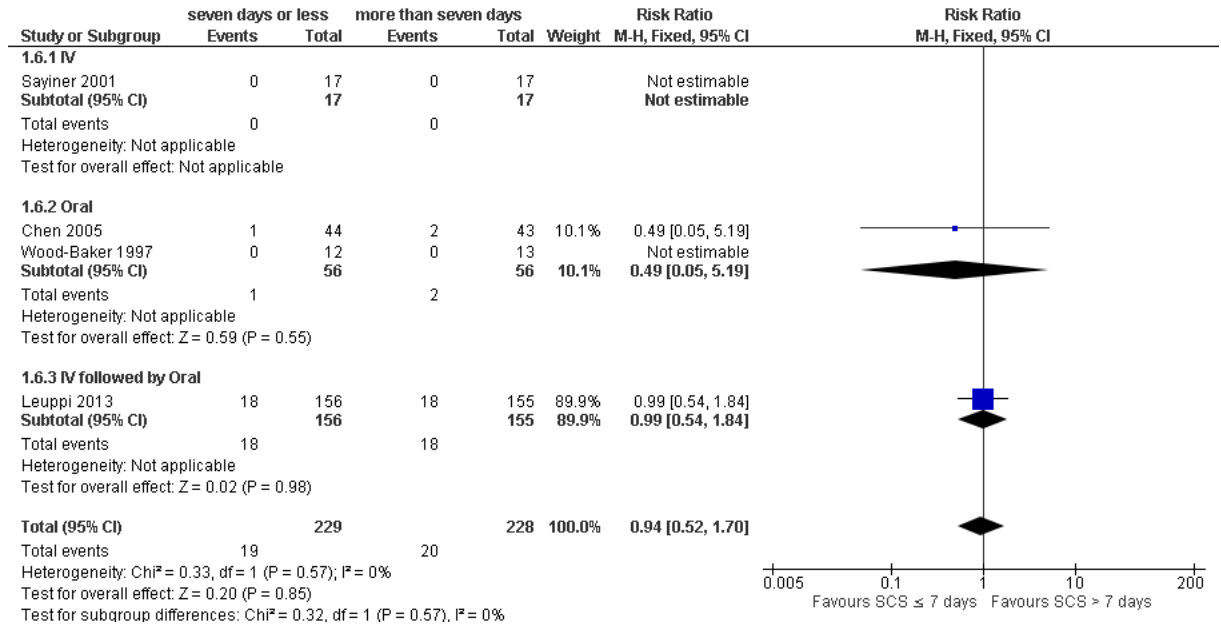 seven days or less more than seven days Risk Ratio Risk Ratio
Study or Subgroup Events Total Events Total Weight M-H, Fixed, 95% CI M-H, Fixed, 95% CI
1.6.1 IV
Sayiner 2001 0 17 0 17 Not estimable
Subtotal (95% CI) 17 17 Not estimable
Total events 0 0
Heterogeneity: Not applicable
Test for overall effect: Not applicable
1.6.2 Oral
Chen 2005 1 44 2 43 10.1% 0.49 [0.05, 5.19]
Wood-Baker 1997 0 12 0 13 Not estimable
Subtotal (95% CI) 56 56 10.1% 0.49 [0.05, 5.19]
Total events 1 2
Heterogeneity: Not applicable
Test for overall effect: Z = 0.59 (P = 0.55)
1.6.3 IV followed by Oral
Leuppi 2013 18 156 18 155 89.9% 0.99 [0.54, 1.84]
Subtotal (95% CI) 156 155 89.9% 0.99 [0.54, 1.84]
Total events 18 18
Heterogeneity: Not applicable
Test for overall effect: Z = 0.02 (P = 0.98)
Total (95% CI) 229 228 100.0% 0.94 [0.52, 1.70]
Total events 19 20
Heterogeneity: Chi² = 0.33, df = 1 (P = 0.57); I² = 0%
Test for overall effect: Z = 0.20 (P = 0.85)
Test for subgroup differences: Chi² = 0.32, df = 1 (P = 0.57), I² = 0%
0.005 0.1 1 10 200
Favours SCS ≤ 7 days Favours SCS > 7 days